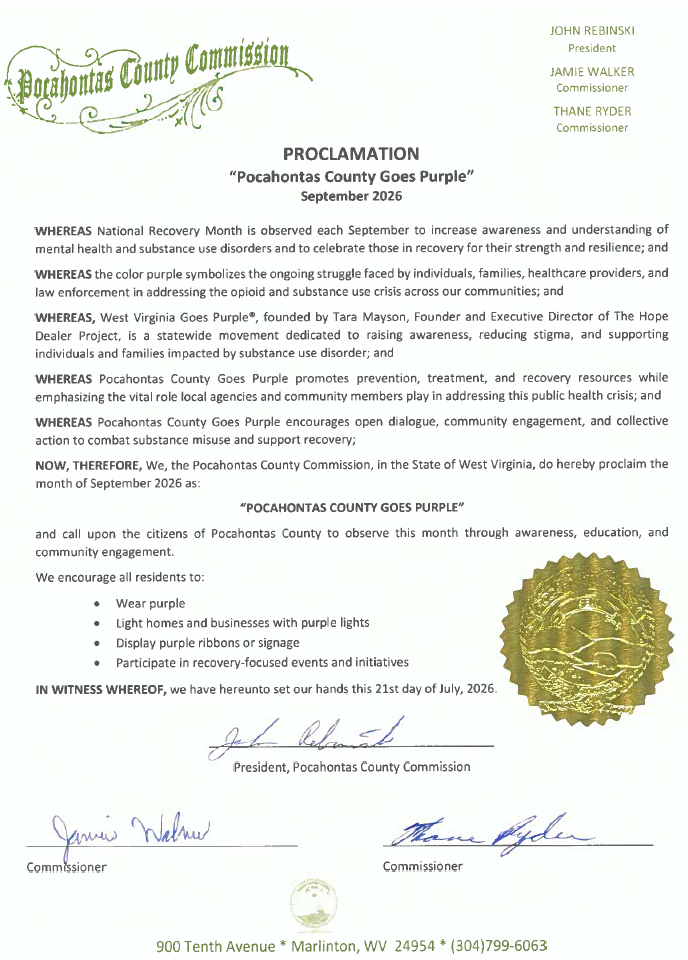 Pocahontas County Commission
JOHN REBINSKI
President
JAMIE WALKER
Commissioner
THANE RYDER
Commissioner
PROCLAMATION
“Pocahontas County Goes Purple”
September 2026
WHEREAS National Recovery Month is observed each September to increase awareness and understanding of
mental health and substance use disorders and to celebrate those in recovery for their strength and resilience; and
WHEREAS the color purple symbolizes the ongoing struggle faced by individuals, families, healthcare providers, and
law enforcement in addressing the opioid and substance use crisis across our communities; and
WHEREAS, West Virginia Goes Purple®, founded by Tara Mayson, Founder and Executive Director of The Hope
Dealer Project, is a statewide movement dedicated to raising awareness, reducing stigma, and supporting
individuals and families impacted by substance use disorder; and
WHEREAS Pocahontas County Goes Purple promotes prevention, treatment, and recovery resources while
emphasizing the vital role local agencies and community members play in addressing this public health crisis; and
WHEREAS Pocahontas County Goes Purple encourages open dialogue, community engagement, and collective
action to combat substance misuse and support recovery;
NOW, THEREFORE, We, the Pocahontas County Commission, in the State of West Virginia, do hereby proclaim the
month of September 2026 as:
“POCAHONTAS COUNTY GOES PURPLE”
and call upon the citizens of Pocahontas County to observe this month through awareness, education, and
community engagement.
We encourage all residents to:
• Wear purple
• Light homes and businesses with purple lights
• Display purple ribbons or signage
• Participate in recovery-focused events and initiatives
IN WITNESS WHEREOF, we have hereunto set our hands this 21st day of July, 2026.
John Rebinski
President, Pocahontas County Commission
Jamie Walker
Thane Ryder
Commissioner
Commissioner
900 Tenth Avenue * Marlinton, WV 24954 * (304)799-6063